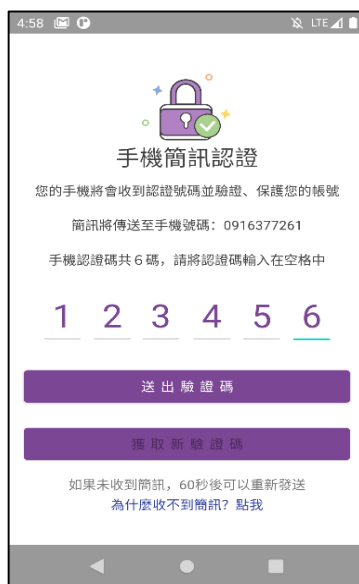 4:58
LTE
手機簡訊認證
您的手機將會收到認證號碼並驗證、保護您的帳號
簡訊將傳送至手機號碼：0916377261
手機認證碼共6碼，請將認證碼輸入在空格中
1 2 3 4 5 6
送出驗證碼
獲取新驗證碼
如果未收到簡訊，60秒後可以重新發送
為什麼收不到簡訊？點我